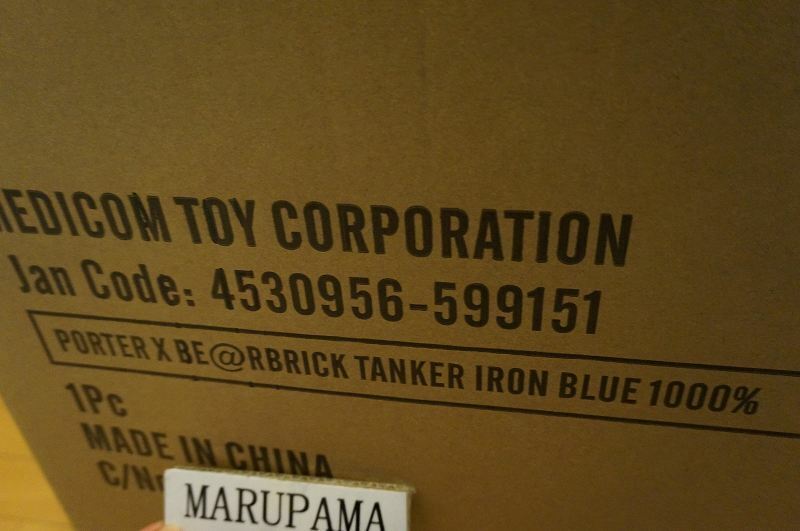 MEDICOM TOY CORPORATION
Jan Code: 4530956-599151
PORTER X BE@RBRICK TANKER IRON BLUE 1000%
1Pc
MADE IN CHINA
C/No
MARUPAMA